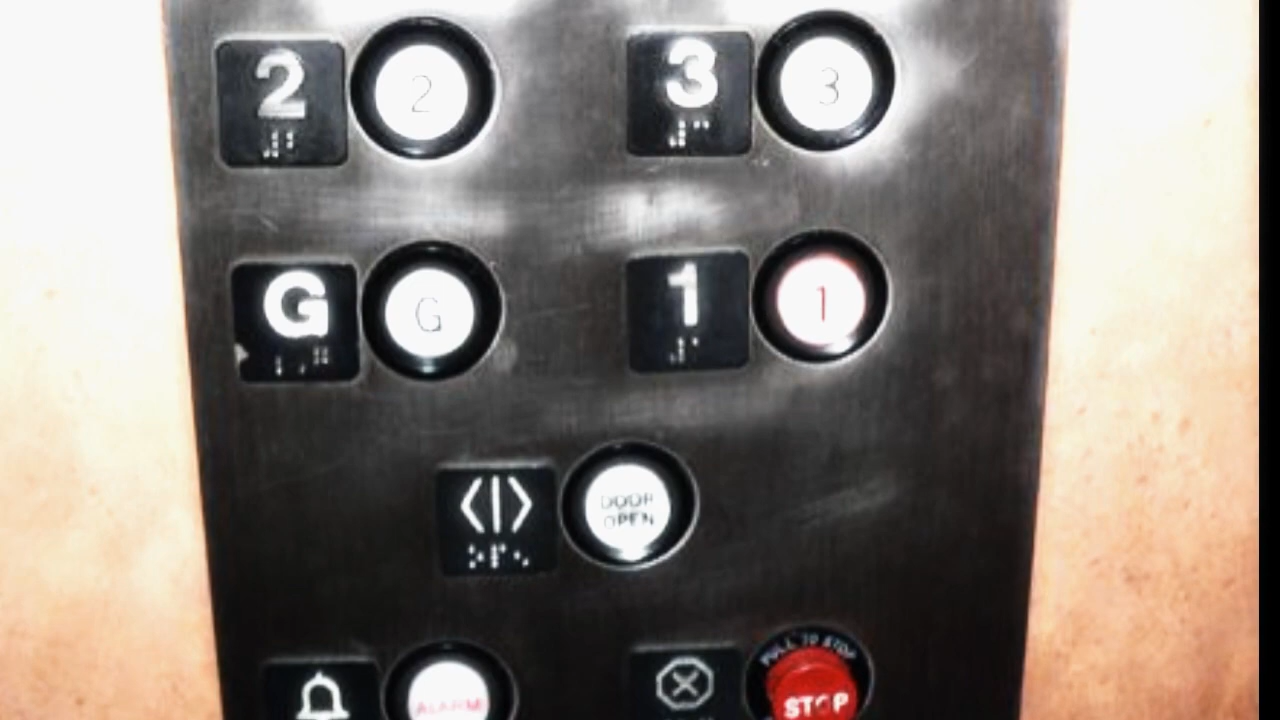 2 2 3 3
G G 1 1
DOOR
OPEN
PULL TO STOP
ALARM
STOP